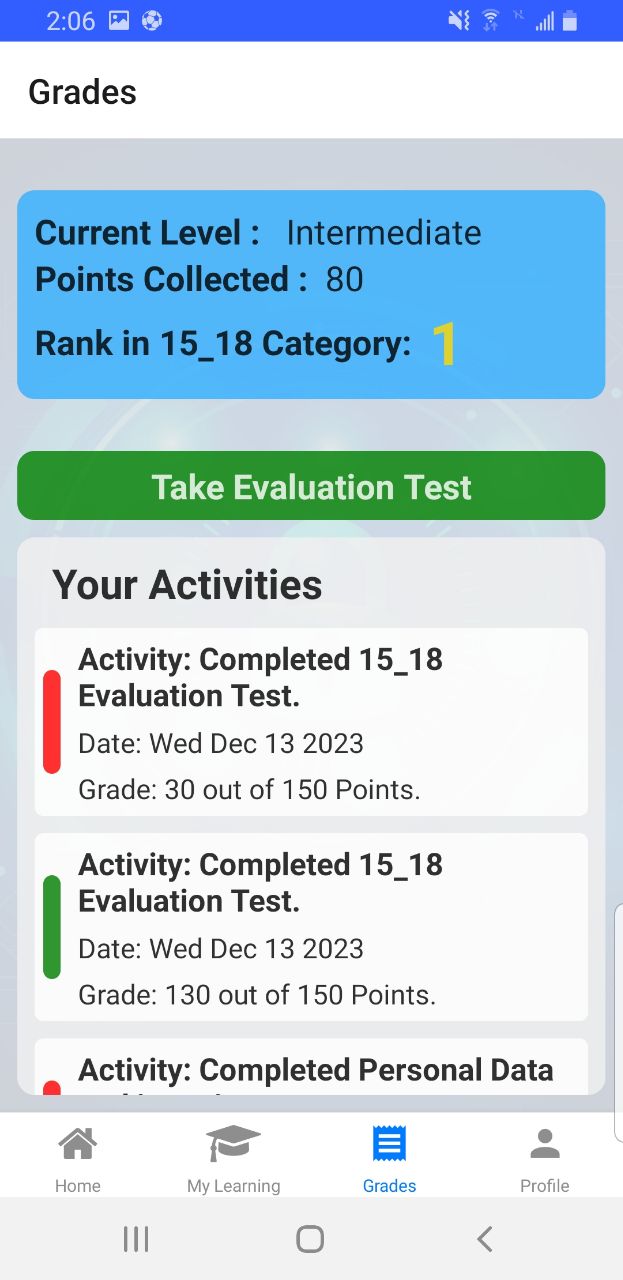 2:06
Grades
Current Level : Intermediate
Points Collected : 80
Rank in 15_18 Category: 1
Take Evaluation Test
Your Activities
Activity: Completed 15_18
Evaluation Test.
Date: Wed Dec 13 2023
Grade: 30 out of 150 Points.
Activity: Completed 15_18
Evaluation Test.
Date: Wed Dec 13 2023
Grade: 130 out of 150 Points.
Activity: Completed Personal Data
Home
My Learning
Grades
Profile